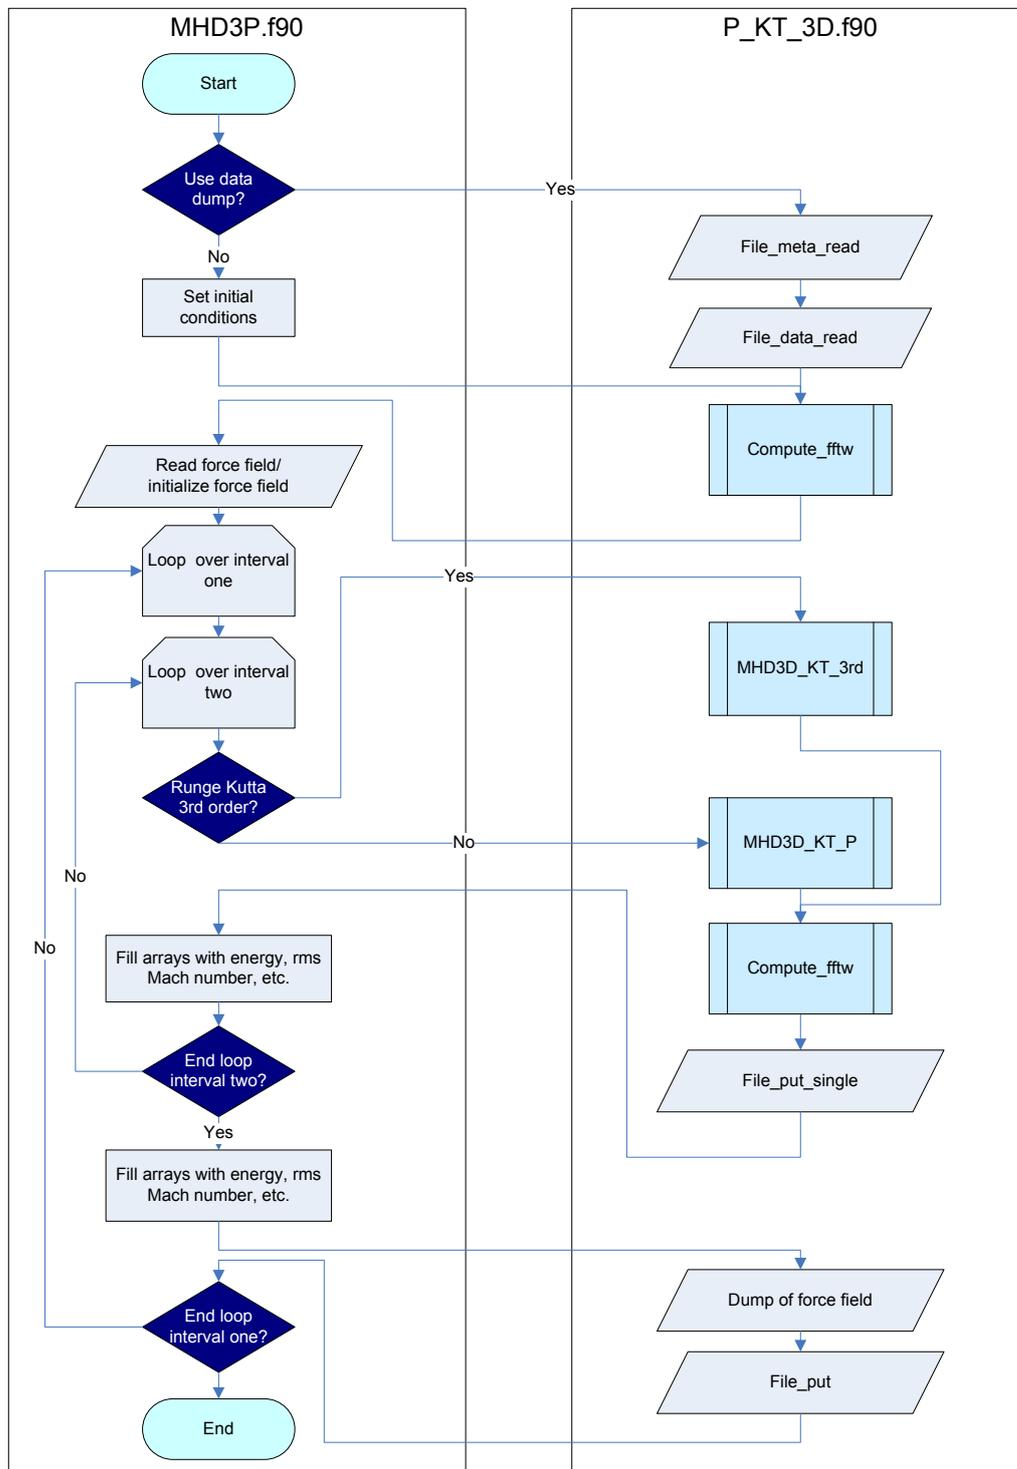 MHD3P.f90
P_KT_3D.f90
Start
Use data
dump?
Yes
No
File_meta_read
Set initial
conditions
File_data_read
Compute_fftw
Read force field/
initialize force field
Loop  over interval
one
Yes
Loop  over interval
two
MHD3D_KT_3rd
Runge Kutta
3rd order?
No
MHD3D_KT_P
No
No
Fill arrays with energy, rms
Mach number, etc.
Compute_fftw
End loop
interval two?
File_put_single
Yes
Fill arrays with energy, rms
Mach number, etc.
Dump of force field
End loop
interval one?
File_put
End